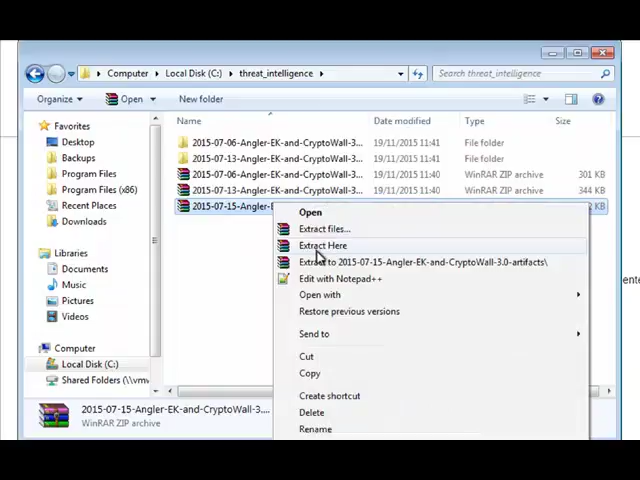 Computer ▸ Local Disk (C:) ▸ threat_intelligence ▸
Search threat_intelligence
Organize Open New folder
Name Date modified Type Size
Favorites
Desktop
Backups
Program Files
Program Files (x86)
Recent Places
Downloads
Libraries
Documents
Music
Pictures
Videos
Computer
Local Disk (C:)
Shared Folders (\\vmw
2015-07-06-Angler-EK-and-CryptoWall-3... 19/11/2015 11:41 File folder
2015-07-13-Angler-EK-and-CryptoWall-3... 19/11/2015 11:41 File folder
2015-07-06-Angler-EK-and-CryptoWall-3... 19/11/2015 11:40 WinRAR ZIP archive 301 KB
2015-07-13-Angler-EK-and-CryptoWall-3... 19/11/2015 11:40 WinRAR ZIP archive 344 KB
2015-07-15-Angler-E KB
Open
Extract files...
Extract Here
Extract to 2015-07-15-Angler-EK-and-CryptoWall-3.0-artifacts\
Edit with Notepad++
Open with
Restore previous versions
Send to
Cut
Copy
Create shortcut
Delete
Rename
2015-07-15-Angler-EK-and-CryptoWall-3....
WinRAR ZIP archive
ente